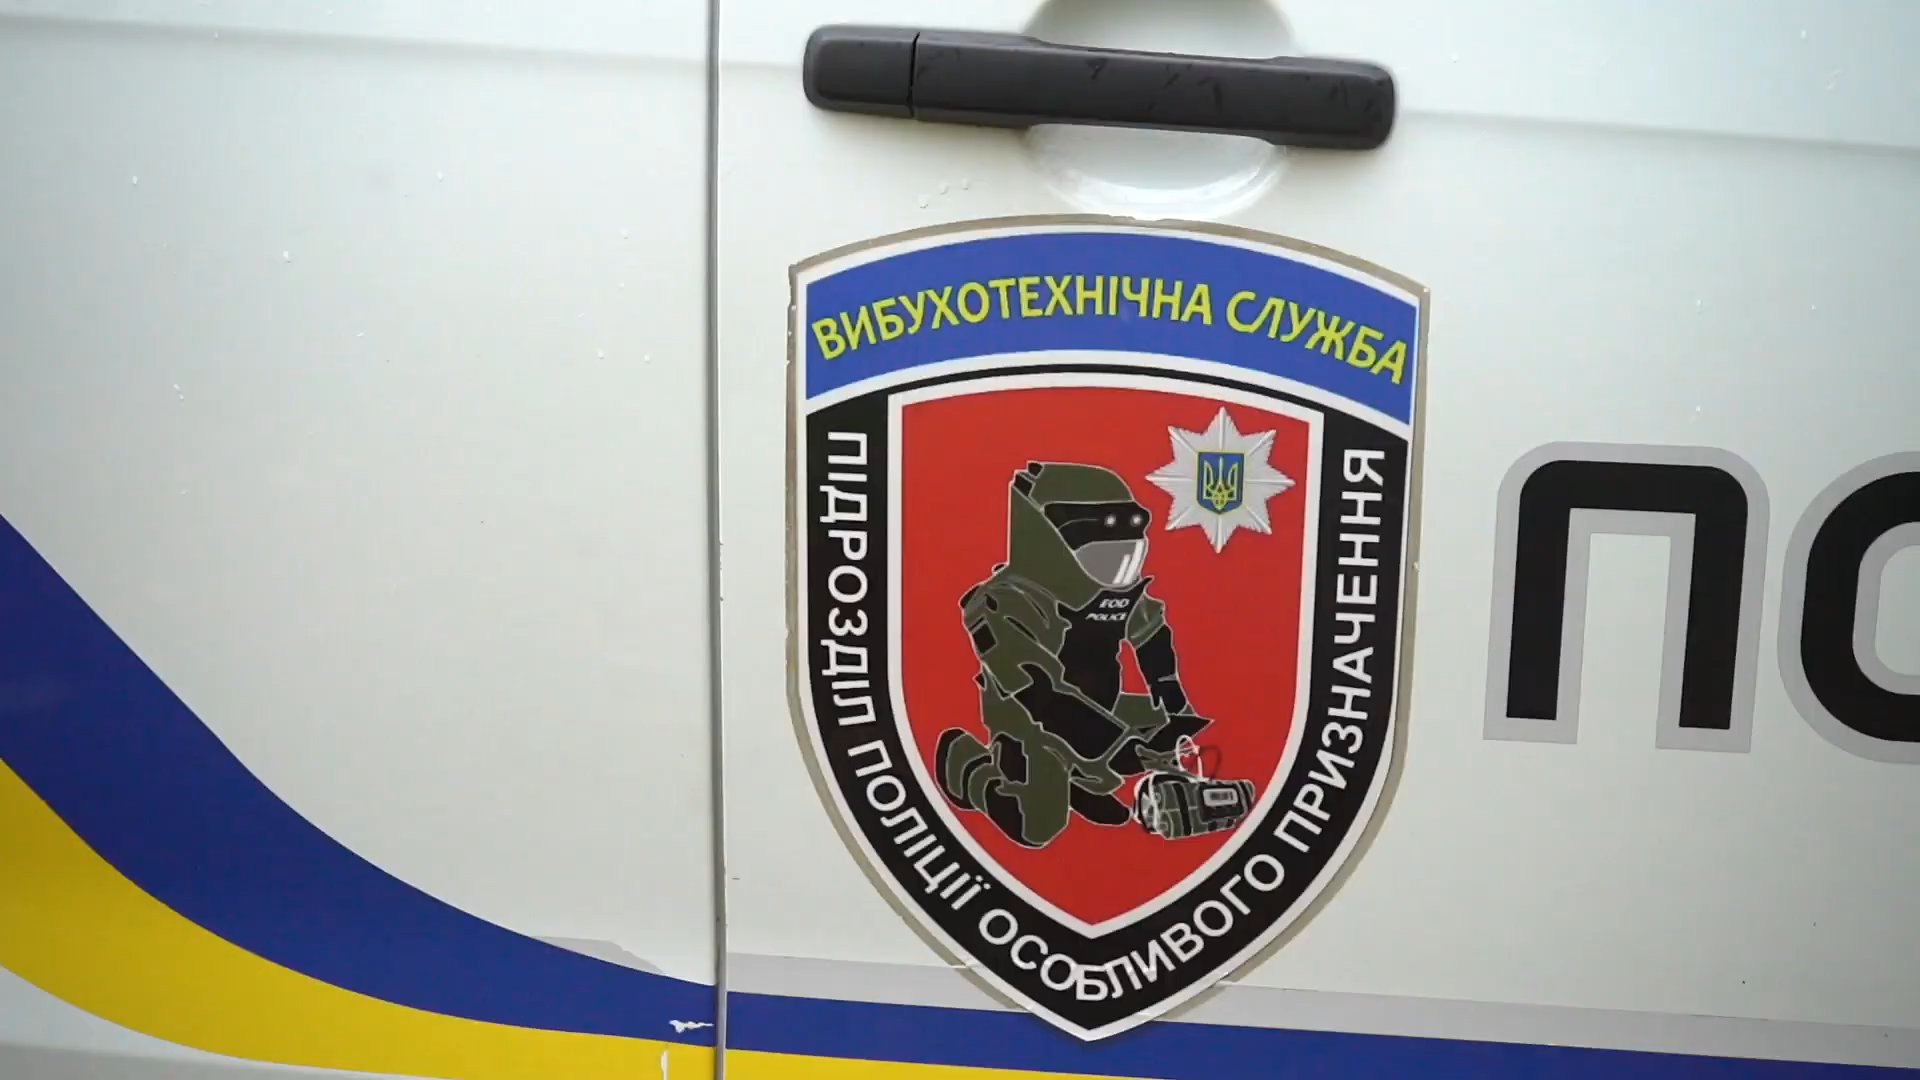 ВИБУХОТЕХНІЧНА СЛУЖБА
ПІДРОЗДІЛ ПОЛІЦІЇ ОСОБЛИВОГО ПРИЗНАЧЕННЯ
EOD
POLICE
ПО